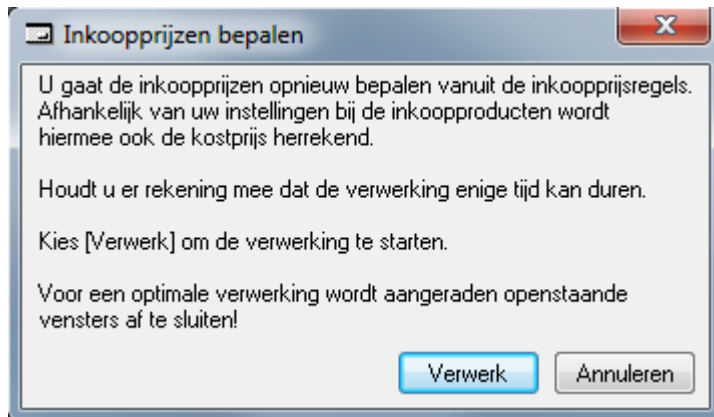 Inkoopprijzen bepalen
U gaat de inkoopprijzen opnieuw bepalen vanuit de inkoopprijsregels.
Afhankelijk van uw instellingen bij de inkoopproducten wordt
hiermee ook de kostprijs herrekend.
Houdt u er rekening mee dat de verwerking enige tijd kan duren.
Kies [Verwerk] om de verwerking te starten.
Voor een optimale verwerking wordt aangeraden openstaande
vensters af te sluiten!
Verwerk Annuleren